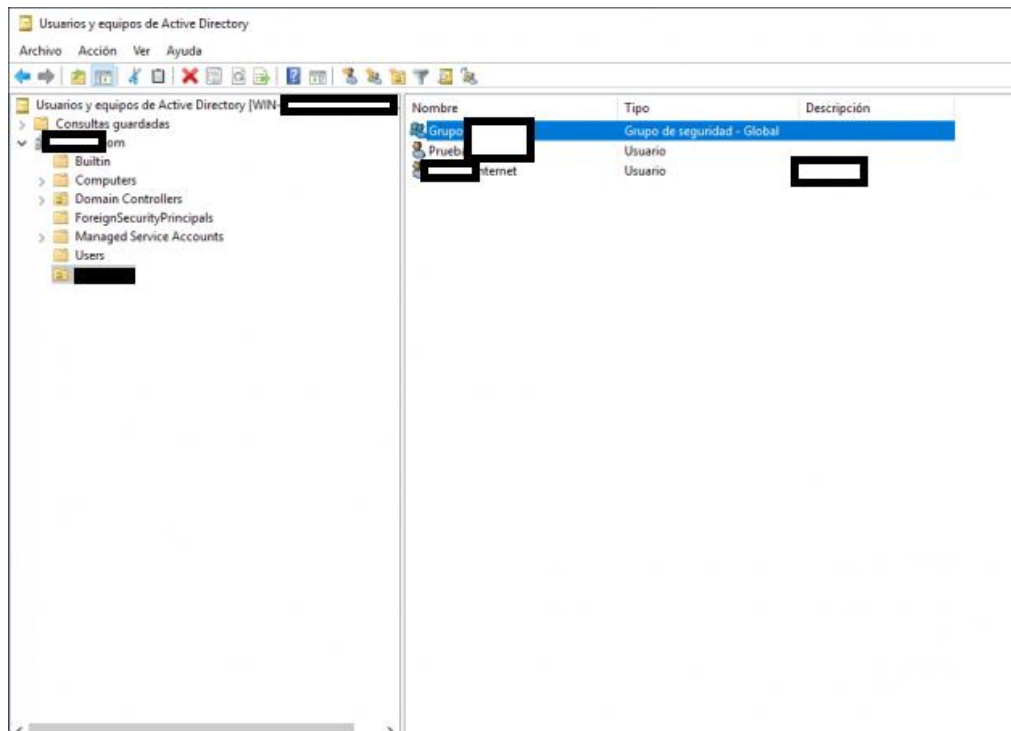 Usuarios y equipos de Active Directory
Archivo Acción Ver Ayuda
Usuarios y equipos de Active Directory [WIN-
Consultas guardadas
om
Builtin
Computers
Domain Controllers
ForeignSecurityPrincipals
Managed Service Accounts
Users
Nombre Tipo Descripción
Grupo Grupo de seguridad - Global
Prueba Usuario
nternet Usuario